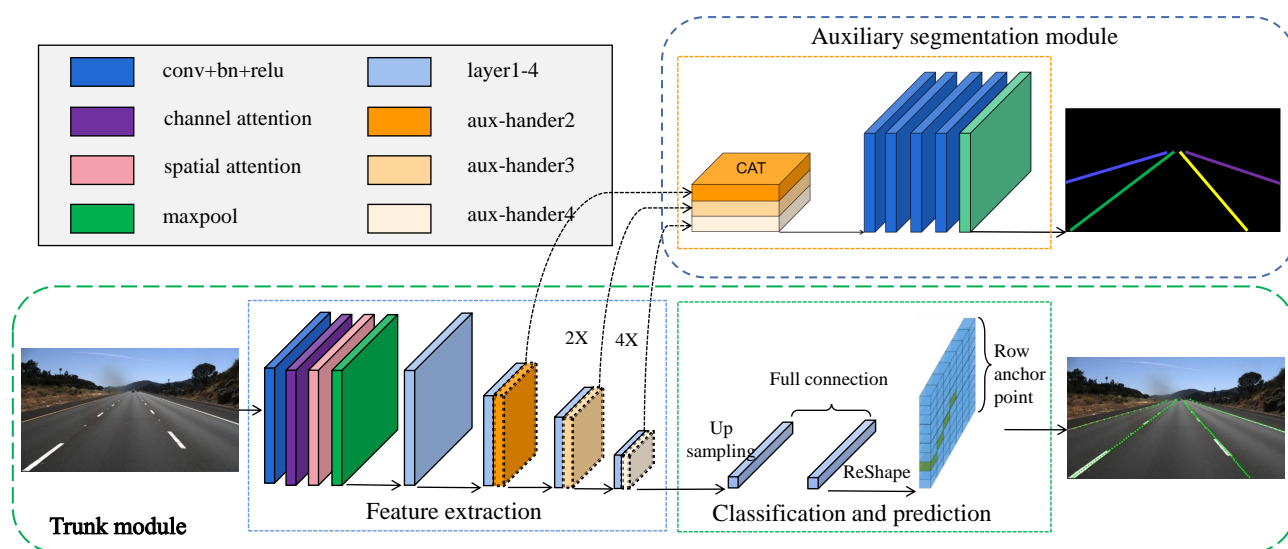 Auxiliary segmentation module
conv+bn+relu
layer1-4
channel attention
aux-hander2
spatial attention
aux-hander3
maxpool
aux-hander4
CAT
2X
4X
Row
anchor
point
Full connection
Up
sampling
ReShape
Feature extraction
Classification and prediction
Trunk module